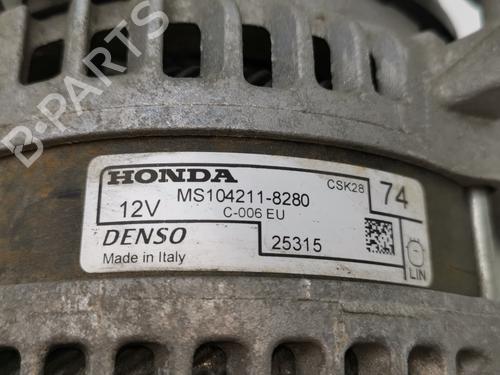 B-PARTS
HONDA
CSK28
74
12V
MS104211-8280
C-006 EU
DENSO
25315
Made in Italy
LIN